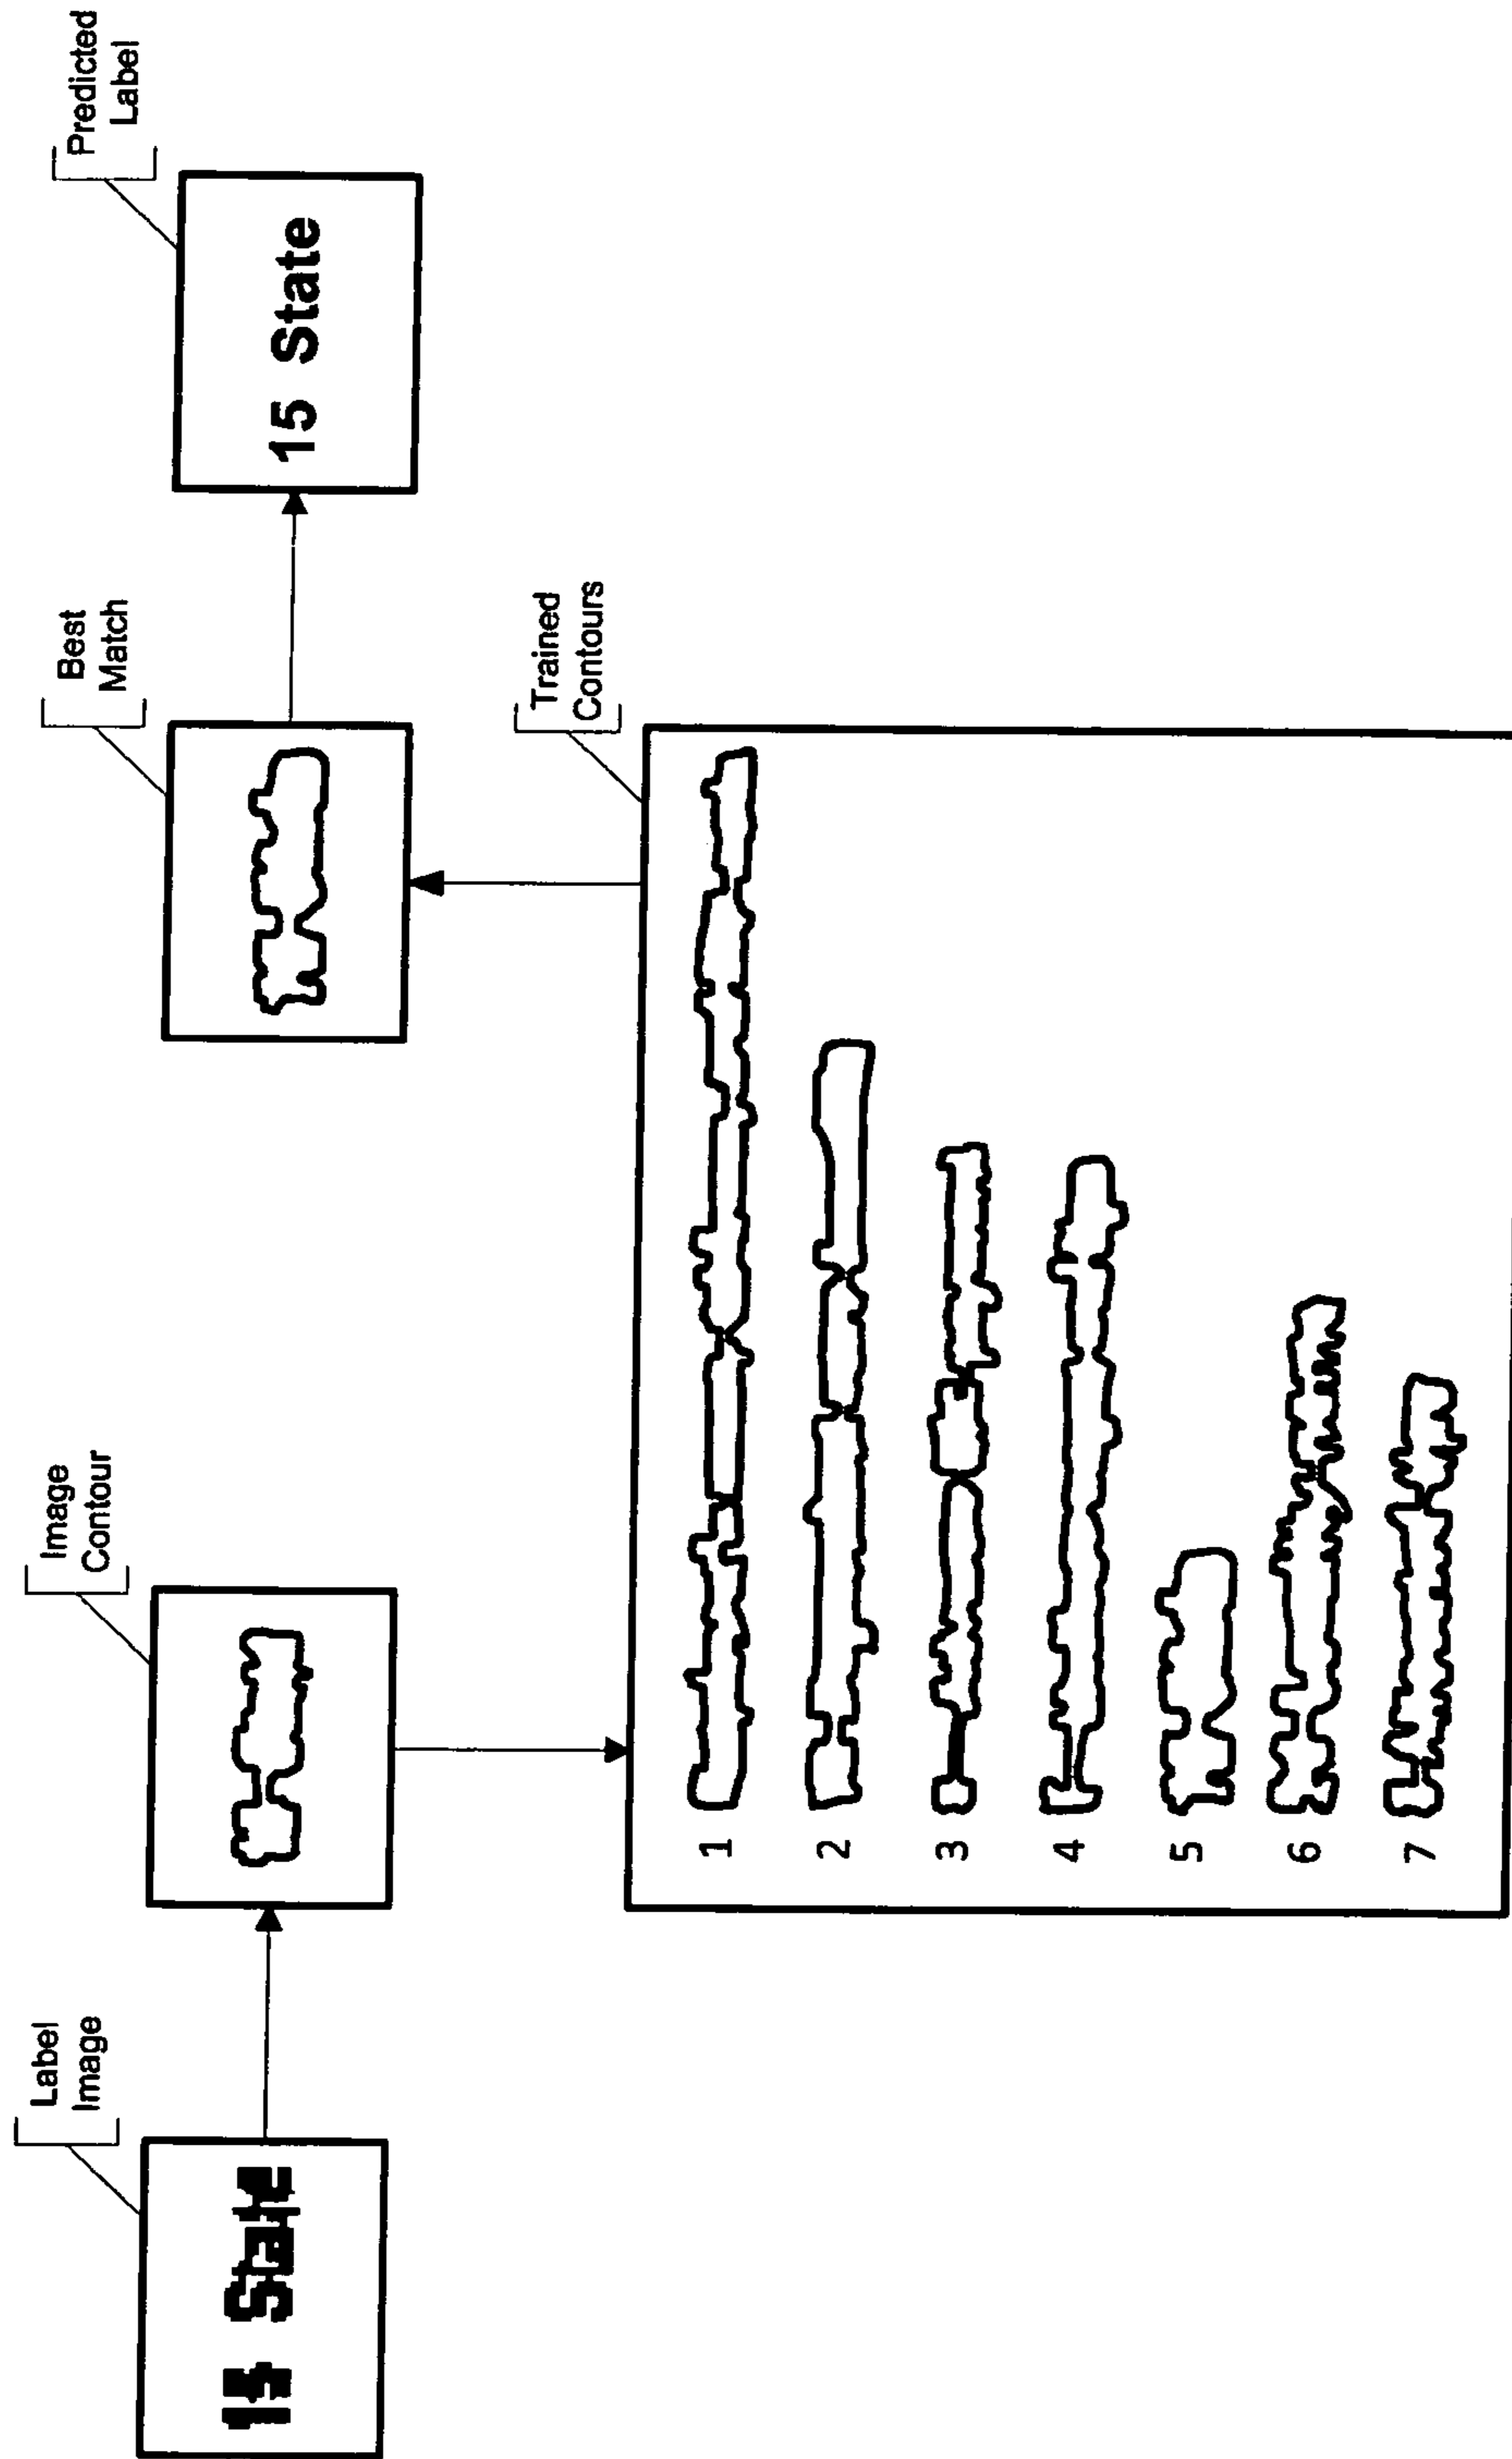 Label
Image
Image
Contour
Best
Match
Predicted
Label
15 State
15 State
Trained
Contours
1
2
3
4
5
6
7